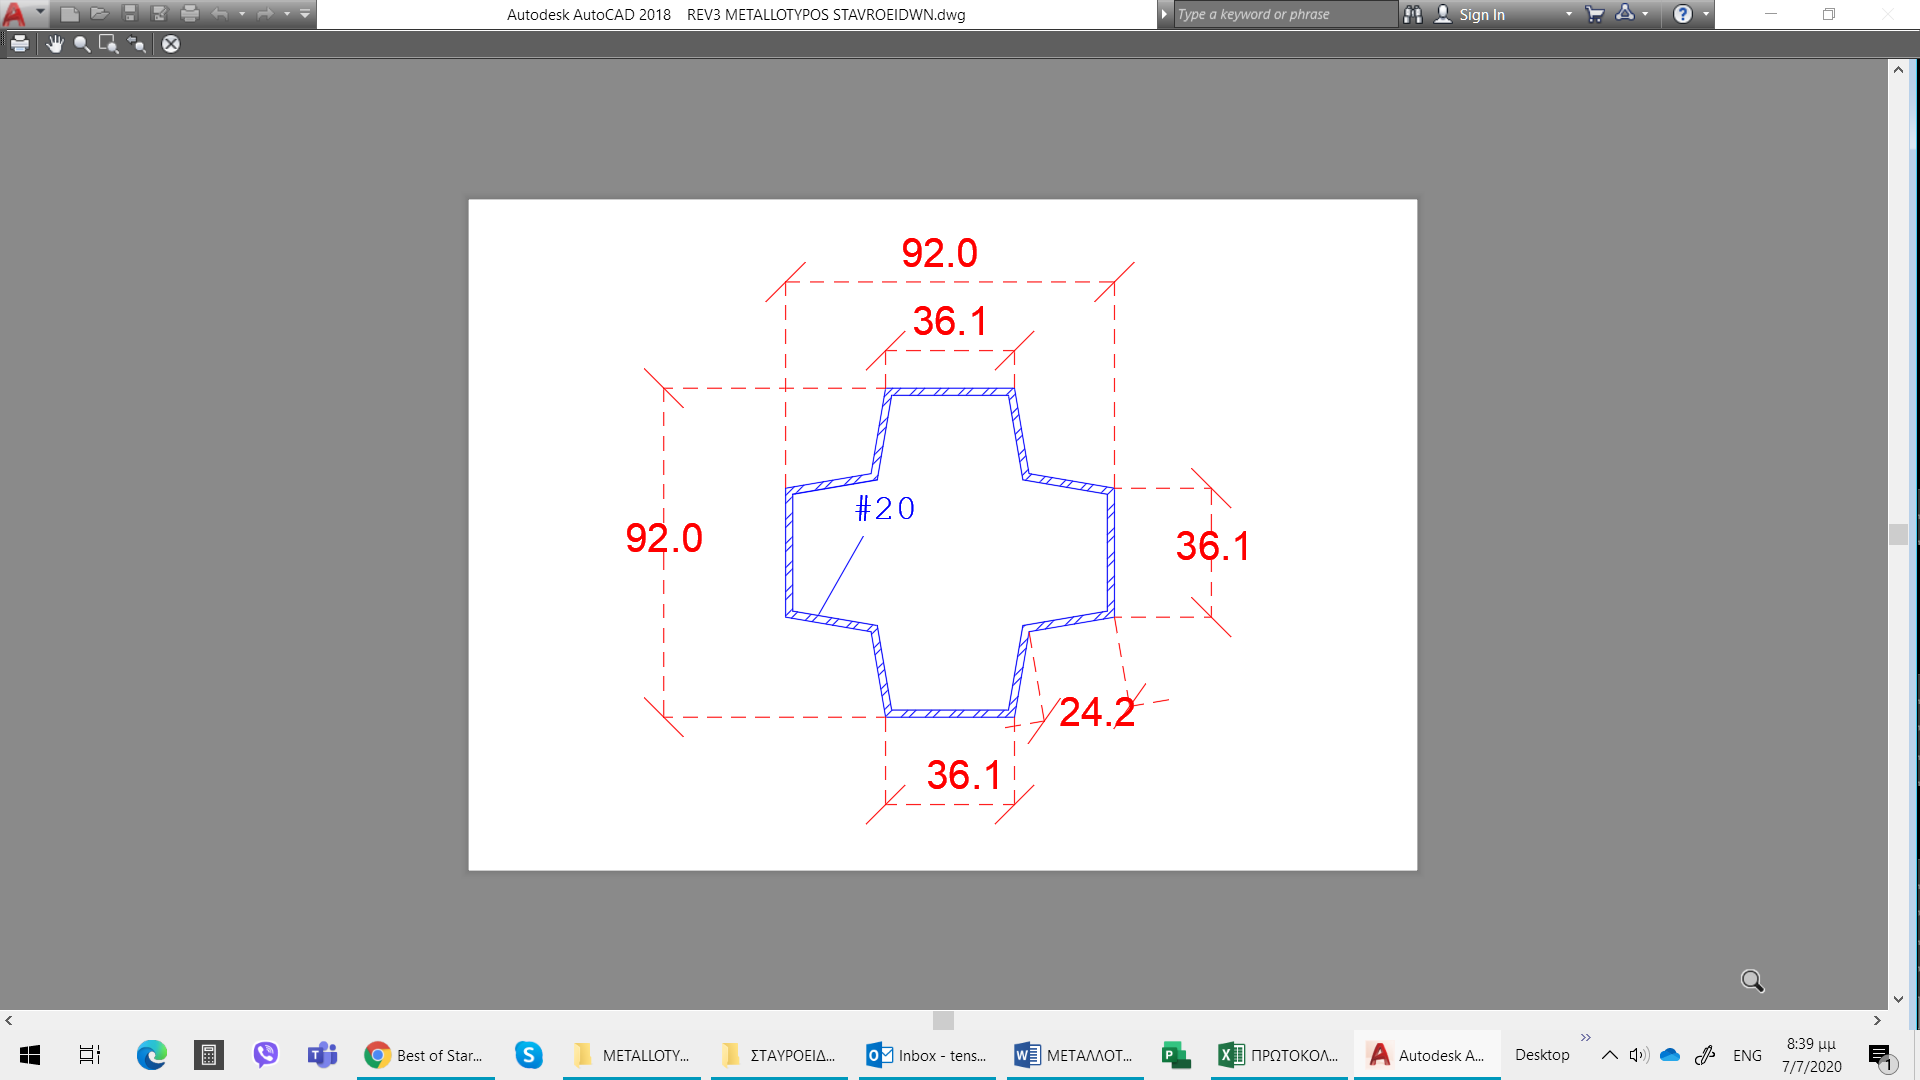 Autodesk AutoCAD 2018 REV3 METALLOTYPOS STAVROEIDWN.dwg
Type a keyword or phrase
Sign In
92.0
36.1
#20
92.0
36.1
24.2
36.1
Best of Star...
METALLOTY...
ΣΤΑΥΡΟΕΙΔ...
Inbox - tens...
ΜΕΤΑΛΛΟΤ...
ΠΡΩΤΟΚΟΛ...
Autodesk A...
Desktop
ENG
8:39 μμ
7/7/2020
1